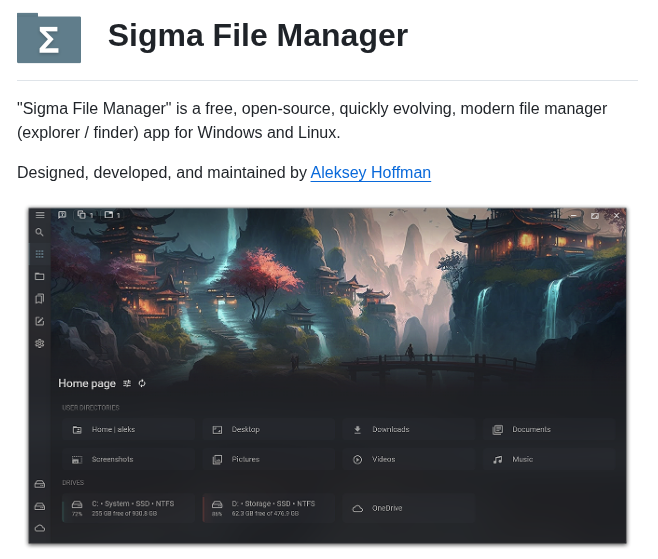 Σ
Sigma File Manager
"Sigma File Manager" is a free, open-source, quickly evolving, modern file manager
(explorer / finder) app for Windows and Linux.
Designed, developed, and maintained by Aleksey Hoffman
1 1
Home page
USER DIRECTORIES
Home | aleks Desktop Downloads Documents
Screenshots Pictures Videos Music
DRIVES
C: • System • SSD • NTFS D: • Storage • SSD • NTFS
OneDrive
72% 255 GB free of 930.8 GB 86% 62.3 GB free of 476.9 GB